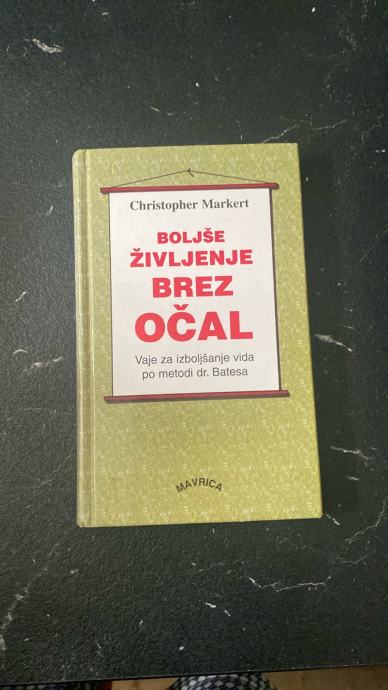 Christopher Markert
BOLJŠE
ŽIVLJENJE
BREZ
OČAL
Vaje za izboljšanje vida
po metodi dr. Batesa
MAVRICA